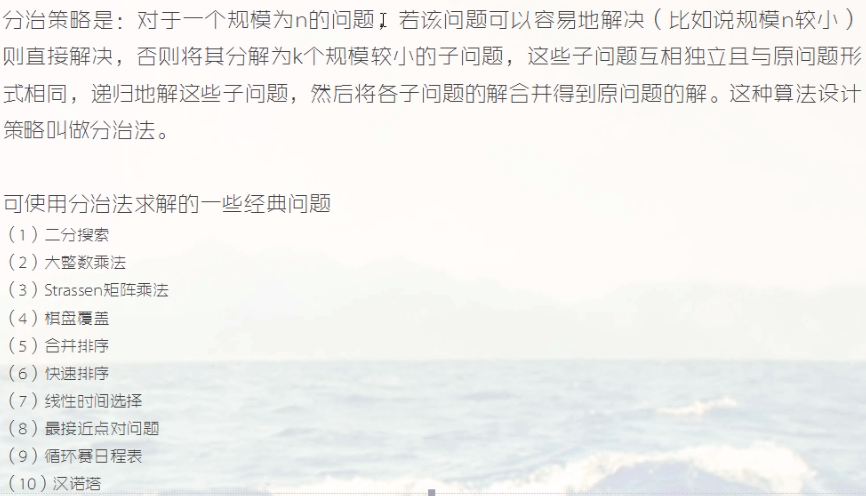 分治策略是：对于一个规模为n的问题，若该问题可以容易地解决（比如说规模n较小）
则直接解决，否则将其分解为k个规模较小的子问题，这些子问题互相独立且与原问题形
式相同，递归地解这些子问题，然后将各子问题的解合并得到原问题的解。这种算法设计
策略叫做分治法。
可使用分治法求解的一些经典问题
（1）二分搜索
（2）大整数乘法
（3）Strassen矩阵乘法
（4）棋盘覆盖
（5）合并排序
（6）快速排序
（7）线性时间选择
（8）最接近点对问题
（9）循环赛日程表
（10）汉诺塔